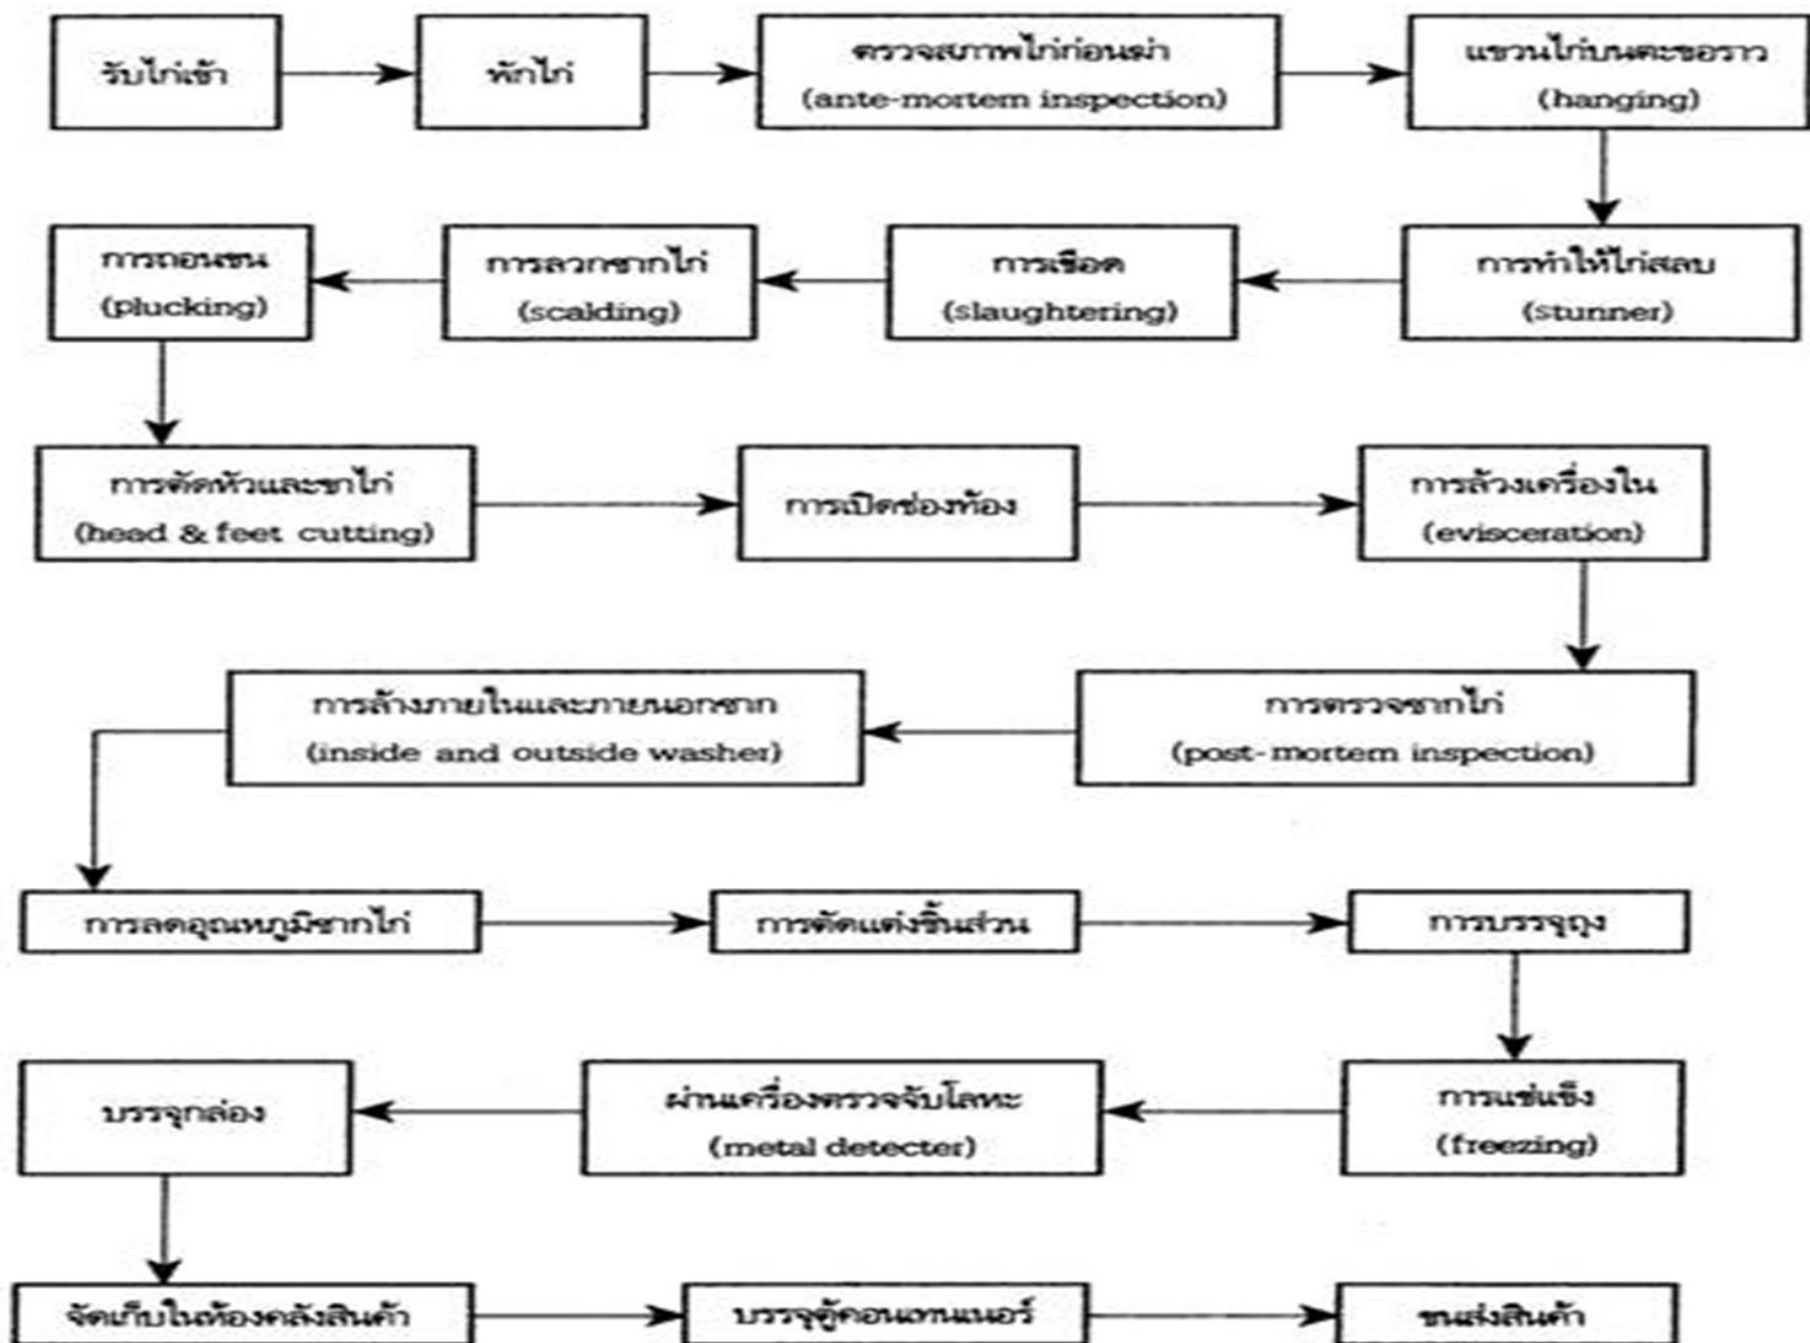 รับไก่เข้า
พักไก่
ตรวจสภาพไก่ก่อนฆ่า
(ante-mortem inspection)
แขวนไก่บนตะขอราว
(hanging)
การถอนขน
(plucking)
การลวกซากไก่
(scalding)
การเชือด
(slaughtering)
การทำให้ไก่สลบ
(stunner)
การตัดหัวและขาไก่
(head & feet cutting)
การเปิดช่องท้อง
การล้วงเครื่องใน
(evisceration)
การล้างภายในและภายนอกซาก
(inside and outside washer)
การตรวจซากไก่
(post-mortem inspection)
การลดอุณหภูมิซากไก่
การตัดแต่งชิ้นส่วน
การบรรจุถุง
บรรจุกล่อง
ผ่านเครื่องตรวจจับโลหะ
(metal detecter)
การแช่แข็ง
(freezing)
จัดเก็บในห้องคลังสินค้า
บรรจุตู้คอนเทนเนอร์
ขนส่งสินค้า